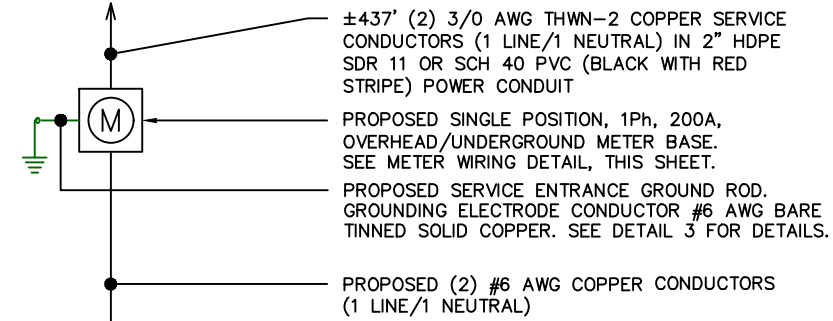 ±437' (2) 3/0 AWG THWN-2 COPPER SERVICE
CONDUCTORS (1 LINE/1 NEUTRAL) IN 2" HDPE
SDR 11 OR SCH 40 PVC (BLACK WITH RED
STRIPE) POWER CONDUIT
M
PROPOSED SINGLE POSITION, 1Ph, 200A,
OVERHEAD/UNDERGROUND METER BASE.
SEE METER WIRING DETAIL, THIS SHEET.
PROPOSED SERVICE ENTRANCE GROUND ROD.
GROUNDING ELECTRODE CONDUCTOR #6 AWG BARE
TINNED SOLID COPPER. SEE DETAIL 3 FOR DETAILS.
PROPOSED (2) #6 AWG COPPER CONDUCTORS
(1 LINE/1 NEUTRAL)